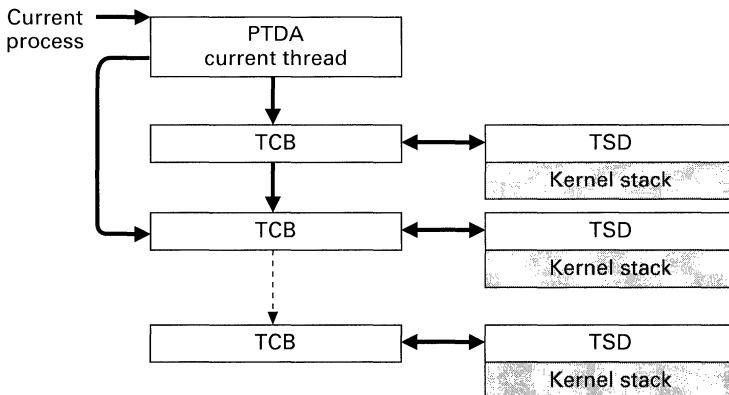 Current
process
PTDA
current thread
TCB
TSD
Kernel stack
TCB
TSD
Kernel stack
TCB
TSD
Kernel stack